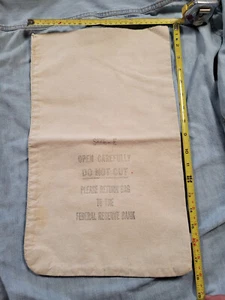 OPEN CAREFULLY
DO NOT CUT
PLEASE RETURN BAG
TO THE
FEDERAL RESERVE BANK